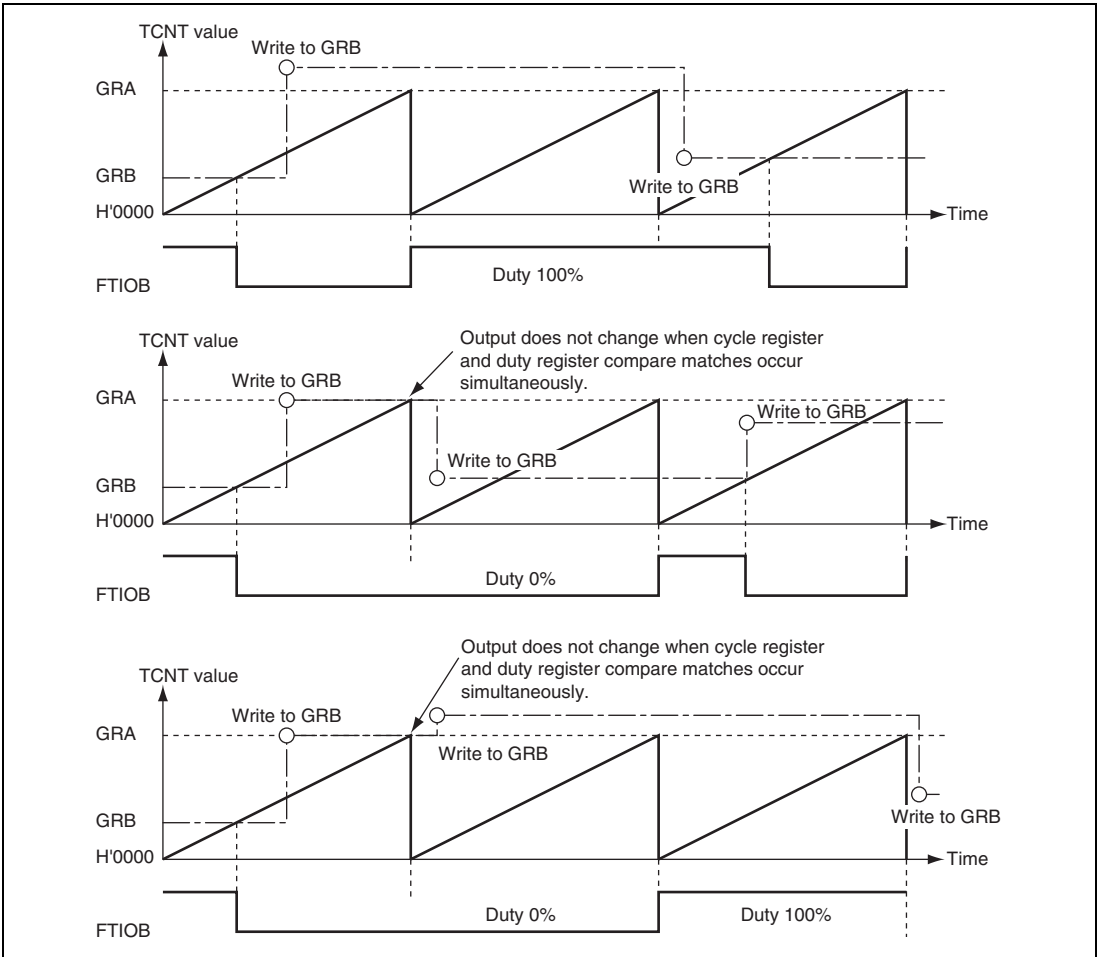 TCNT value
Write to GRB
GRA
GRB
Write to GRB
H'0000
Time
Duty 100%
FTIOB
Output does not change when cycle register
and duty register compare matches occur
simultaneously.
TCNT value
Write to GRB
GRA
Write to GRB
Write to GRB
GRB
H'0000
Time
Duty 0%
FTIOB
Output does not change when cycle register
and duty register compare matches occur
simultaneously.
TCNT value
Write to GRB
GRA
Write to GRB
GRB
Write to GRB
H'0000
Time
Duty 0%
Duty 100%
FTIOB